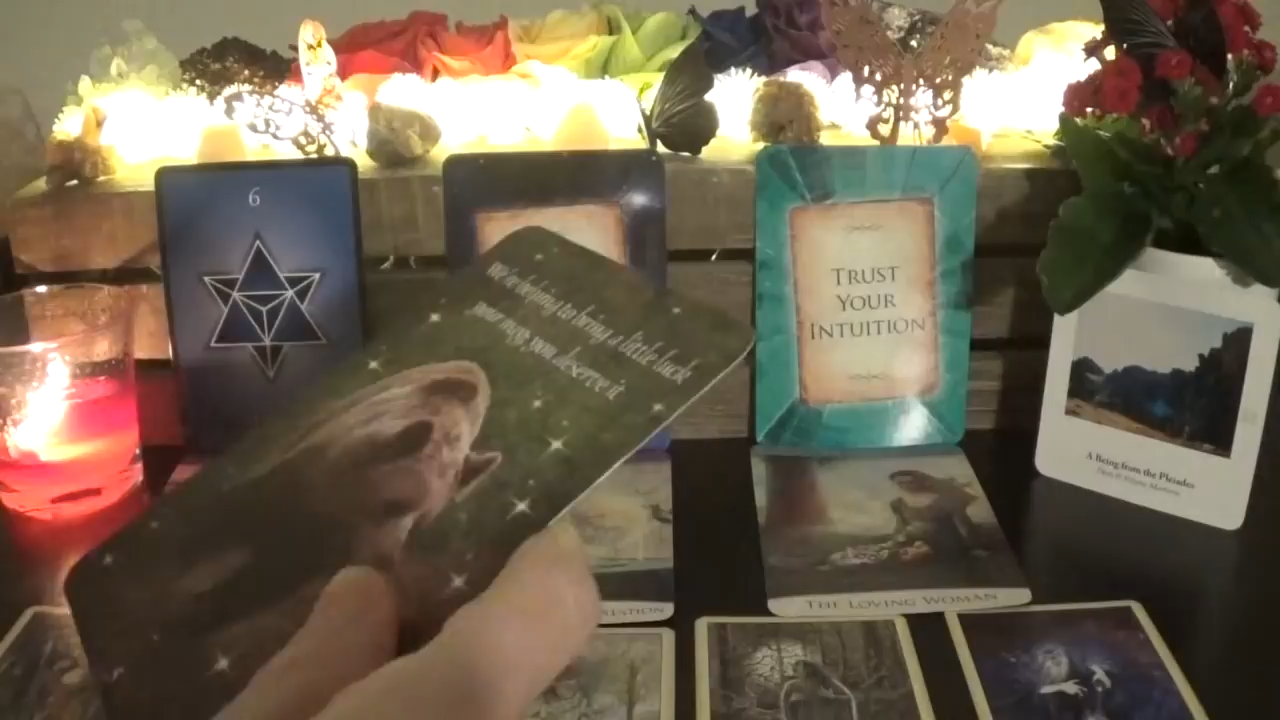 6
We're helping to bring a little luck
your way, you deserve it
TRUST
YOUR
INTUITION
A Being from the Pleiades
THE LOVING WOMAN